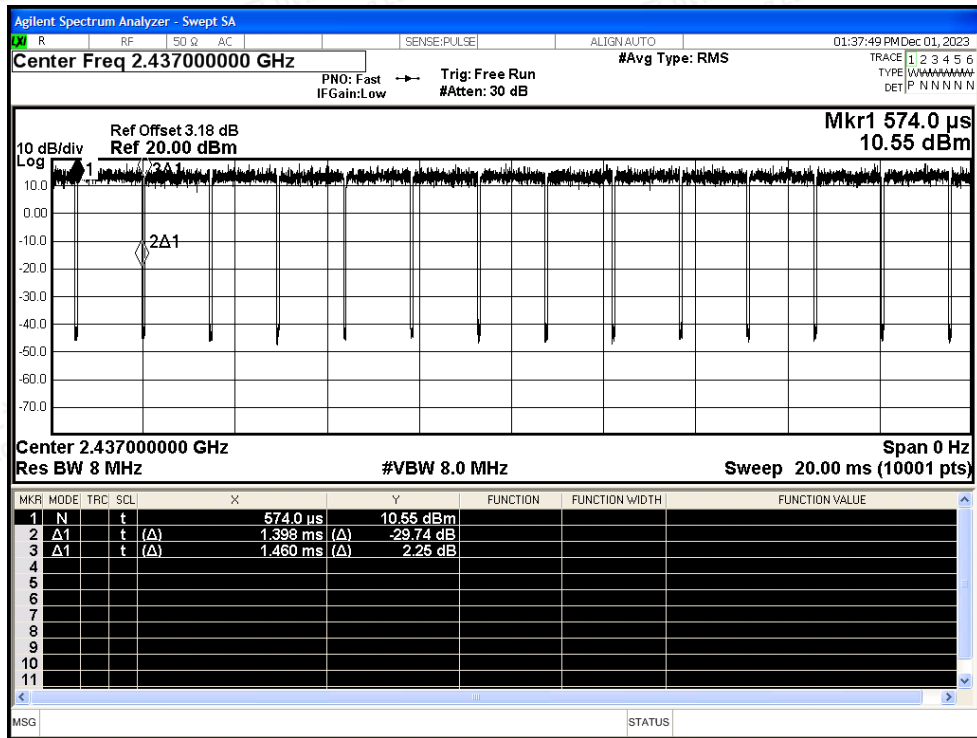 Agilent Spectrum Analyzer - Swept SA
LXI R RF 50 Ω AC SENSE:PULSE ALIGN AUTO 01:37:49 PM Dec 01, 2023
Center Freq 2.437000000 GHz
PNO: Fast
IFGain:Low
Trig: Free Run
#Atten: 30 dB
#Avg Type: RMS
TRACE 1 2 3 4 5 6
TYPE WWWWWW
DET P N N N N N
Mkr1 574.0 µs
10.55 dBm
Ref Offset 3.18 dB
10 dB/div Ref 20.00 dBm
Log
1
3Δ1
2Δ1
10.0
0.00
-10.0
-20.0
-30.0
-40.0
-50.0
-60.0
-70.0
Center 2.437000000 GHz Span 0 Hz
Res BW 8 MHz #VBW 8.0 MHz Sweep 20.00 ms (10001 pts)
MKR MODE TRC SCL X Y FUNCTION FUNCTION WIDTH FUNCTION VALUE
1 N t 574.0 µs 10.55 dBm
2 Δ1 t (Δ) 1.398 ms (Δ) -29.74 dB
3 Δ1 t (Δ) 1.460 ms (Δ) 2.25 dB
4
5
6
7
8
9
10
11
MSG STATUS